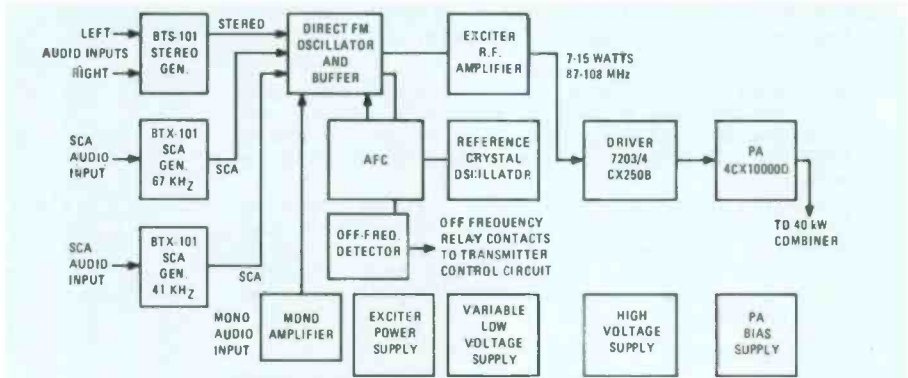 LEFT
AUDIO INPUTS
RIGHT
BTS-101
STEREO
GEN.
STEREO
DIRECT FM
OSCILLATOR
AND
BUFFER
EXCITER
R.F.
AMPLIFIER
7-15 WATTS
87-108 MHz
SCA
AUDIO
INPUT
BTX-101
SCA
GEN.
67 KHZ
SCA
AFC
REFERENCE
CRYSTAL
OSCILLATOR
DRIVER
7203/4
CX250B
PA
4CX10000D
TO 40 kW
COMBINER
OFF-FREQ.
DETECTOR
OFF FREQUENCY
RELAY CONTACTS
TO TRANSMITTER
CONTROL CIRCUIT
SCA
AUDIO
INPUT
BTX-101
SCA
GEN.
41 KHZ
SCA
MONO
AUDIO
INPUT
MONO
AMPLIFIER
EXCITER
POWER
SUPPLY
VARIABLE
LOW
VOLTAGE
SUPPLY
HIGH
VOLTAGE
SUPPLY
PA
BIAS
SUPPLY